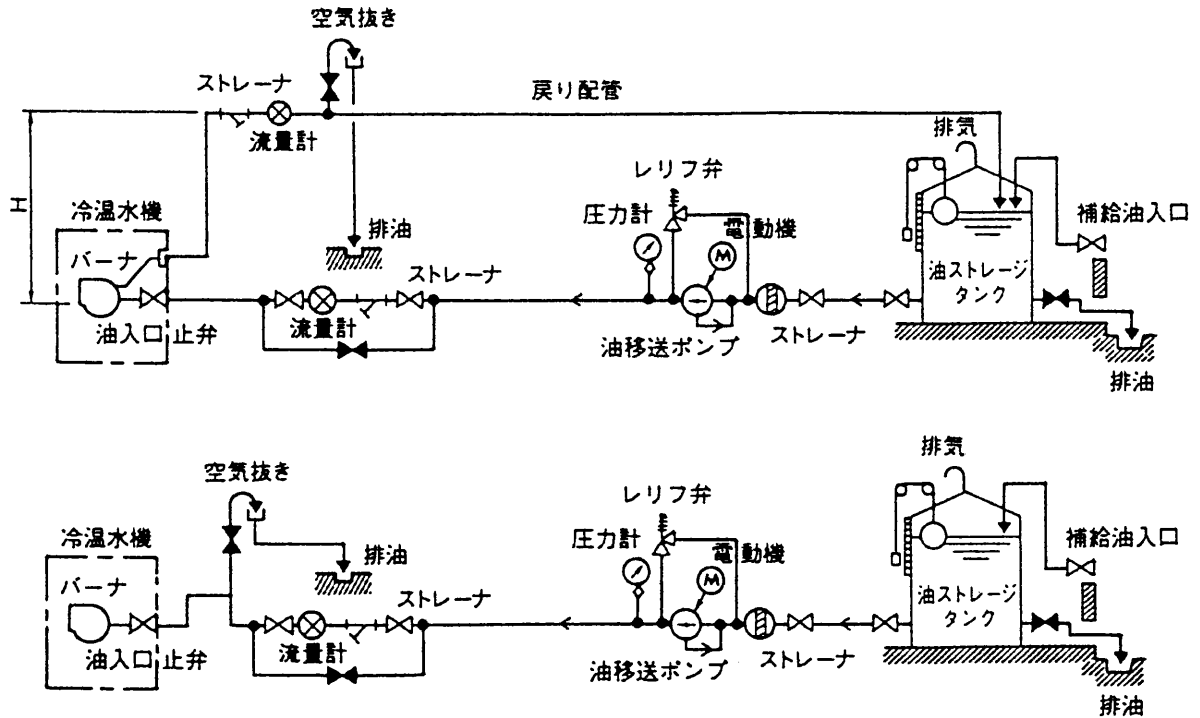 空気抜き
ストレーナ
流量計
戻り配管
排気
レリフ弁
圧力計
電動機
補給油入口
H
冷温水機
バーナ
排油
ストレーナ
M
油ストレージ
タンク
油入口止弁
流量計
油移送ポンプ
ストレーナ
排油
排気
空気抜き
レリフ弁
圧力計
電動機
補給油入口
冷温水機
バーナ
排油
ストレーナ
M
油ストレージ
タンク
油入口止弁
流量計
油移送ポンプ
ストレーナ
排油